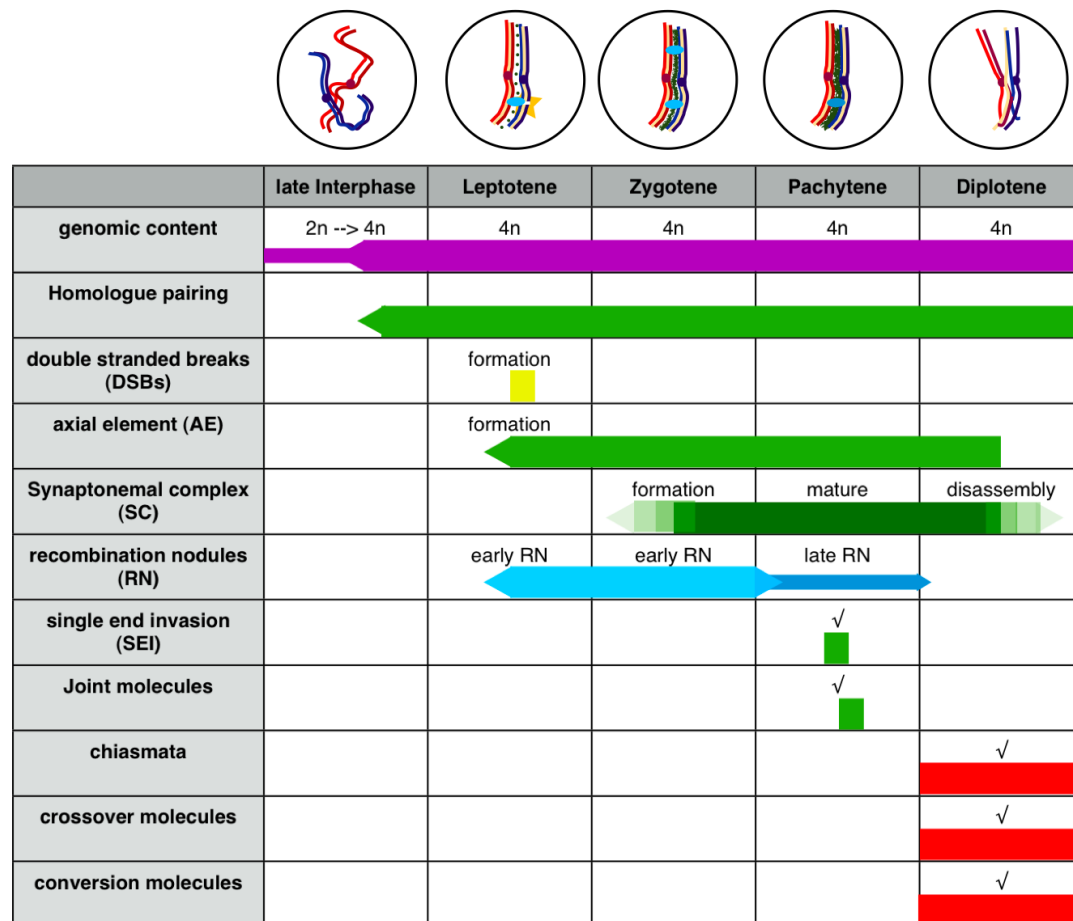 late Interphase Leptotene Zygotene Pachytene Diplotene
genomic content 2n --> 4n 4n 4n 4n 4n
Homologue pairing
double stranded breaks formation
(DSBs)
axial element (AE) formation
Synaptonemal complex formation mature disassembly
(SC)
recombination nodules early RN early RN late RN
(RN)
single end invasion √
(SEI)
Joint molecules √
chiasmata √
crossover molecules √
conversion molecules √